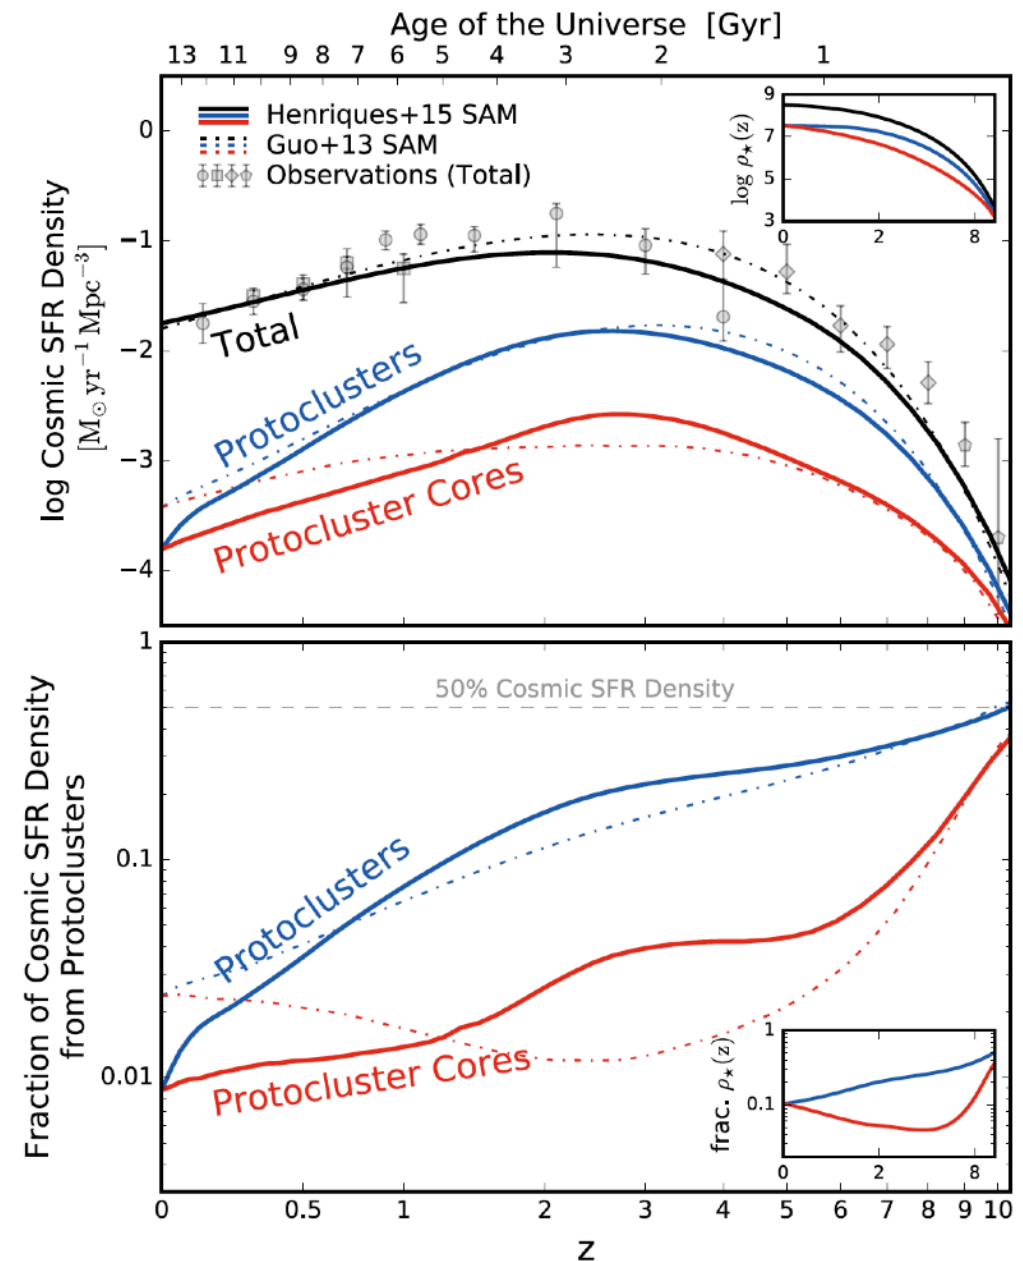 Age of the Universe [Gyr]
13 11 9 8 7 6 5 4 3 2 1
Henriques+15 SAM
Guo+13 SAM
Observations (Total)
log Cosmic SFR Density
[M⊙ yr⁻¹ Mpc⁻³]
0
−1
−2
−3
−4
Total
Protoclusters
Protocluster Cores
log ρ⋆(z)
9
7
5
3
0 2 8
Fraction of Cosmic SFR Density
from Protoclusters
1
0.1
0.01
50% Cosmic SFR Density
Protoclusters
Protocluster Cores
frac. ρ⋆(z)
1
0.1
0 2 8
0 0.5 1 2 3 4 5 6 7 8 9 10
z